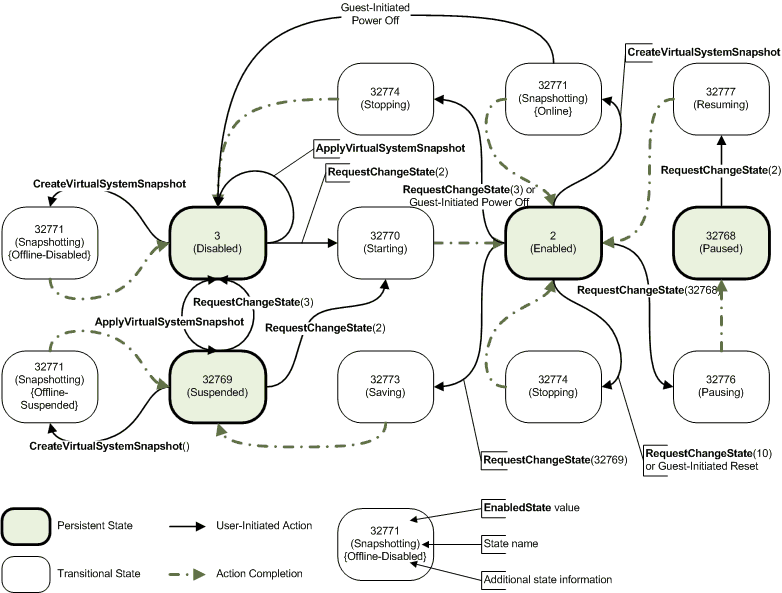 Guest-Initiated
Power Off
CreateVirtualSystemSnapshot
32774
(Stopping)
32771
(Snapshotting)
{Online}
32777
(Resuming)
ApplyVirtualSystemSnapshot
RequestChangeState(2)
RequestChangeState(2)
CreateVirtualSystemSnapshot
RequestChangeState(3) or
Guest-Initiated Power Off
32771
(Snapshotting)
{Offline-Disabled}
3
(Disabled)
32770
(Starting)
2
(Enabled)
32768
(Paused)
RequestChangeState(3)
RequestChangeState(32768)
ApplyVirtualSystemSnapshot
RequestChangeState(2)
32771
(Snapshotting)
{Offline-
Suspended}
32769
(Suspended)
32773
(Saving)
32774
(Stopping)
32776
(Pausing)
CreateVirtualSystemSnapshot()
RequestChangeState(32769)
RequestChangeState(10)
or Guest-Initiated Reset
Persistent State
User-Initiated Action
Transitional State
Action Completion
32771
(Snapshotting)
{Offline-Disabled}
EnabledState value
State name
Additional state information